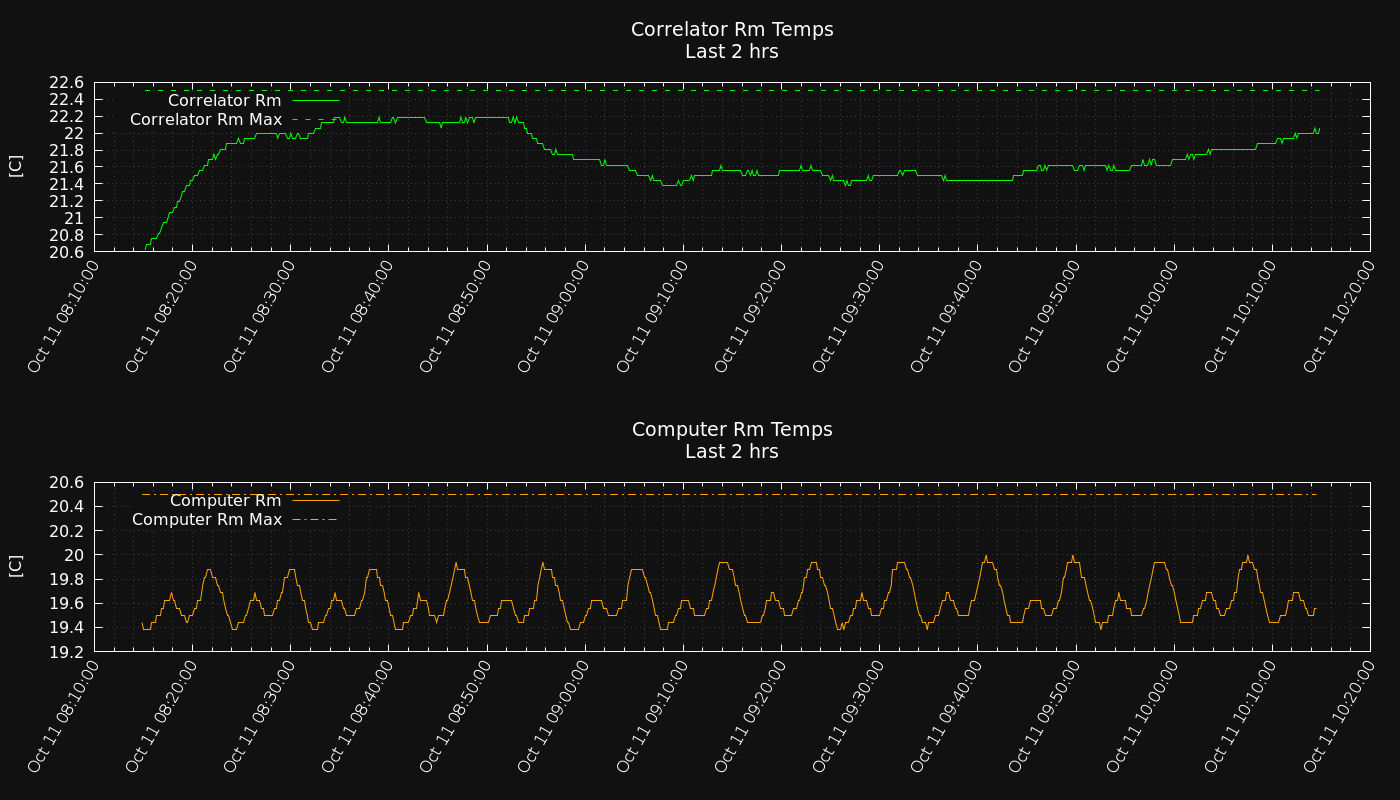 Correlator Rm Temps
Last 2 hrs
[C]
22.6
22.4
22.2
22
21.8
21.6
21.4
21.2
21
20.8
20.6
Correlator Rm
Correlator Rm Max
Oct 11 08:10:00
Oct 11 08:20:00
Oct 11 08:30:00
Oct 11 08:40:00
Oct 11 08:50:00
Oct 11 09:00:00
Oct 11 09:10:00
Oct 11 09:20:00
Oct 11 09:30:00
Oct 11 09:40:00
Oct 11 09:50:00
Oct 11 10:00:00
Oct 11 10:10:00
Oct 11 10:20:00
Computer Rm Temps
Last 2 hrs
[C]
20.6
20.4
20.2
20
19.8
19.6
19.4
19.2
Computer Rm
Computer Rm Max
Oct 11 08:10:00
Oct 11 08:20:00
Oct 11 08:30:00
Oct 11 08:40:00
Oct 11 08:50:00
Oct 11 09:00:00
Oct 11 09:10:00
Oct 11 09:20:00
Oct 11 09:30:00
Oct 11 09:40:00
Oct 11 09:50:00
Oct 11 10:00:00
Oct 11 10:10:00
Oct 11 10:20:00